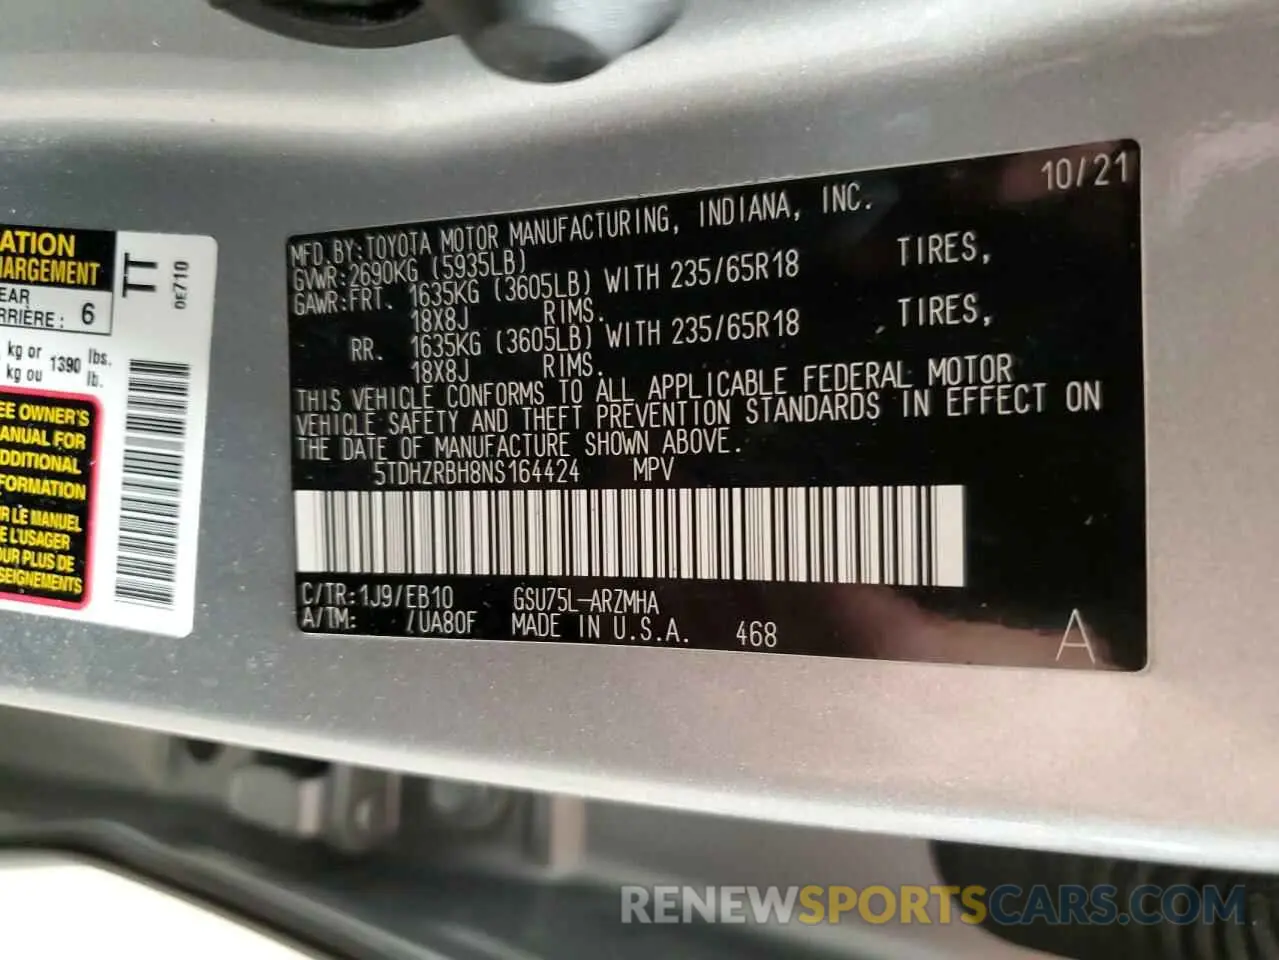 10/21
MFD.BY:TOYOTA MOTOR MANUFACTURING, INDIANA, INC.
GVWR:2690KG (5935LB)
GAWR:FRT. 1635KG (3605LB) WITH 235/65R18 TIRES,
18X8J RIMS.
RR. 1635KG (3605LB) WITH 235/65R18 TIRES,
18X8J RIMS.
THIS VEHICLE CONFORMS TO ALL APPLICABLE FEDERAL MOTOR
VEHICLE SAFETY AND THEFT PREVENTION STANDARDS IN EFFECT ON
THE DATE OF MANUFACTURE SHOWN ABOVE.
5TDHZRBH8NS164424 MPV
C/TR:1J9/EB10 GSU75L-ARZMHA
A/TM: /UA80F MADE IN U.S.A. 468
A
ATION
HARGEMENT
EAR
RRIÈRE: 6
kg or 1390 lbs.
kg ou lb.
EE OWNER'S
ANUAL FOR
DDITIONAL
FORMATION
R LE MANUEL
E L'USAGER
OUR PLUS DE
SEIGNEMENTS
TT
0E710
RENEWSPORTSCARS.COM